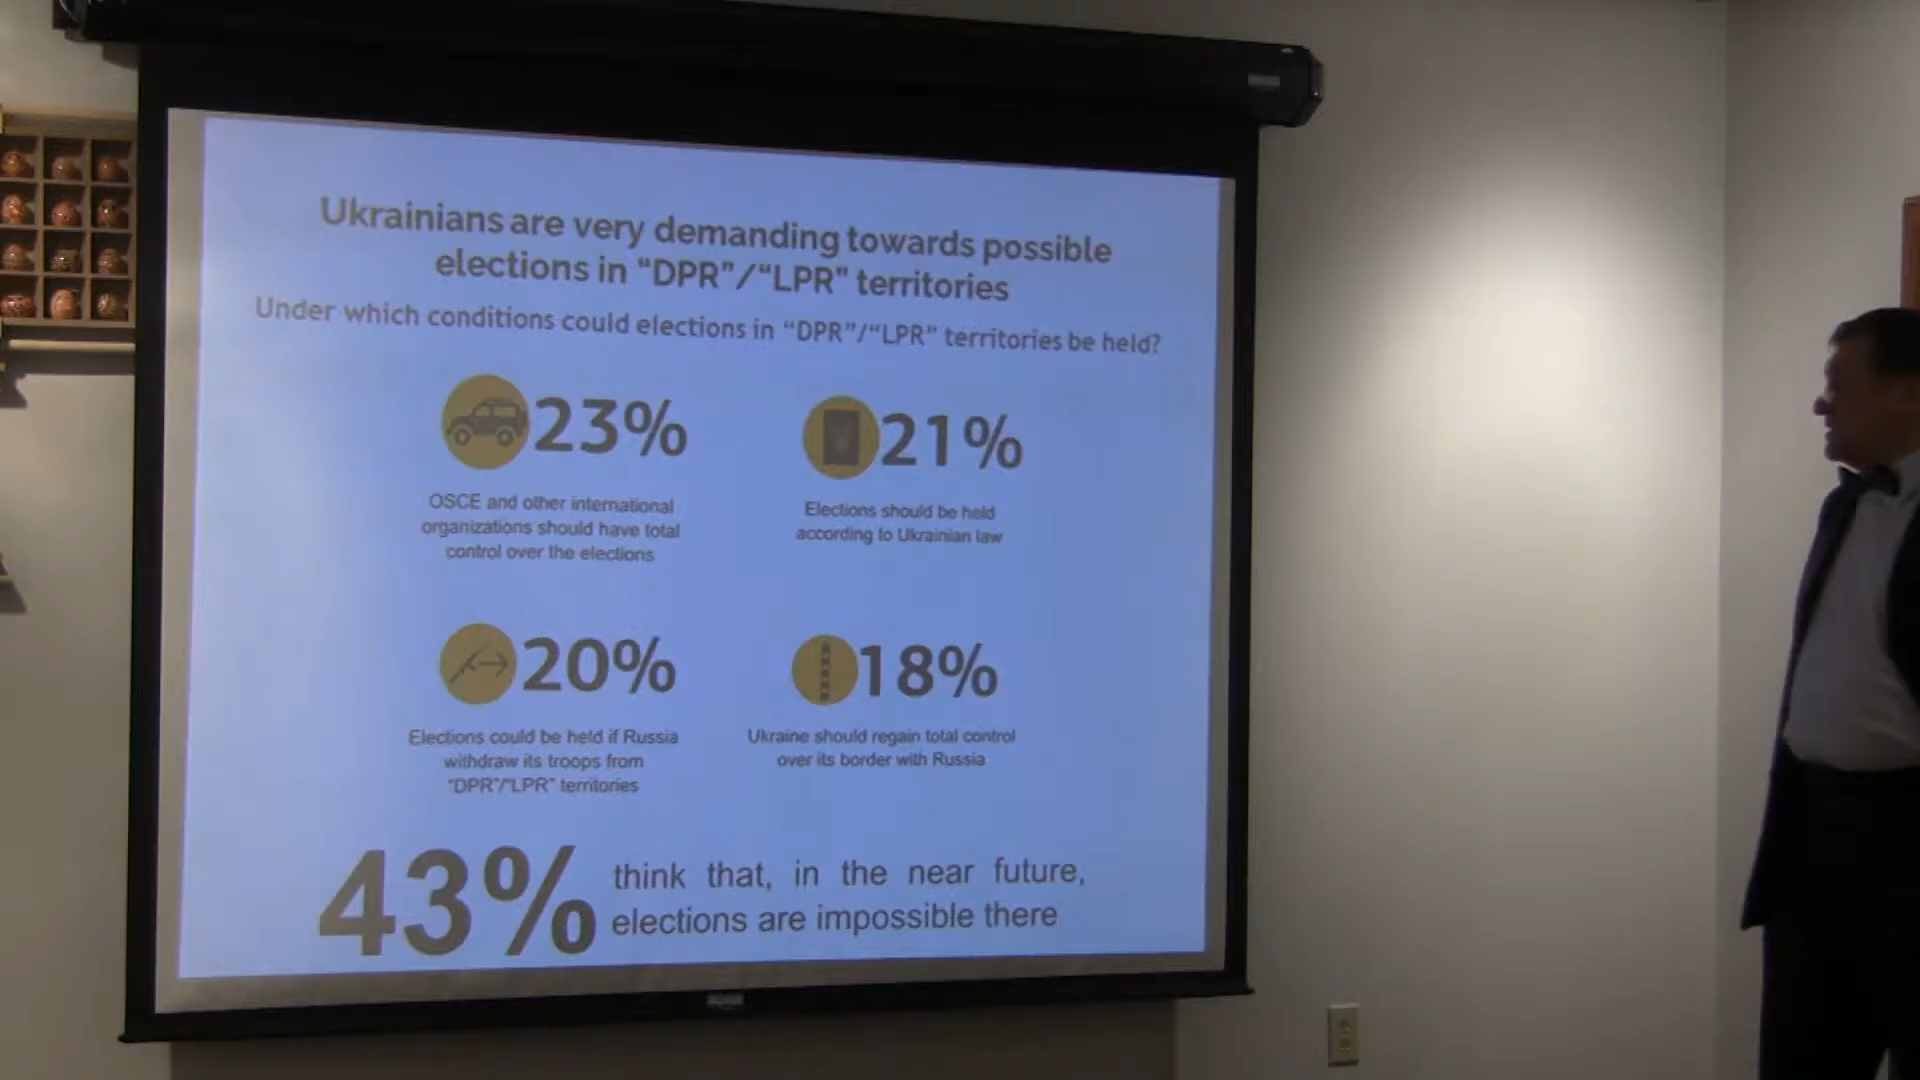 Ukrainians are very demanding towards possible
elections in “DPR”/“LPR” territories
Under which conditions could elections in “DPR”/“LPR” territories be held?
23%
OSCE and other international
organizations should have total
control over the elections
21%
Elections should be held
according to Ukrainian law
20%
Elections could be held if Russia
withdraw its troops from
“DPR”/“LPR” territories
18%
Ukraine should regain total control
over its border with Russia
43%
think that, in the near future,
elections are impossible there